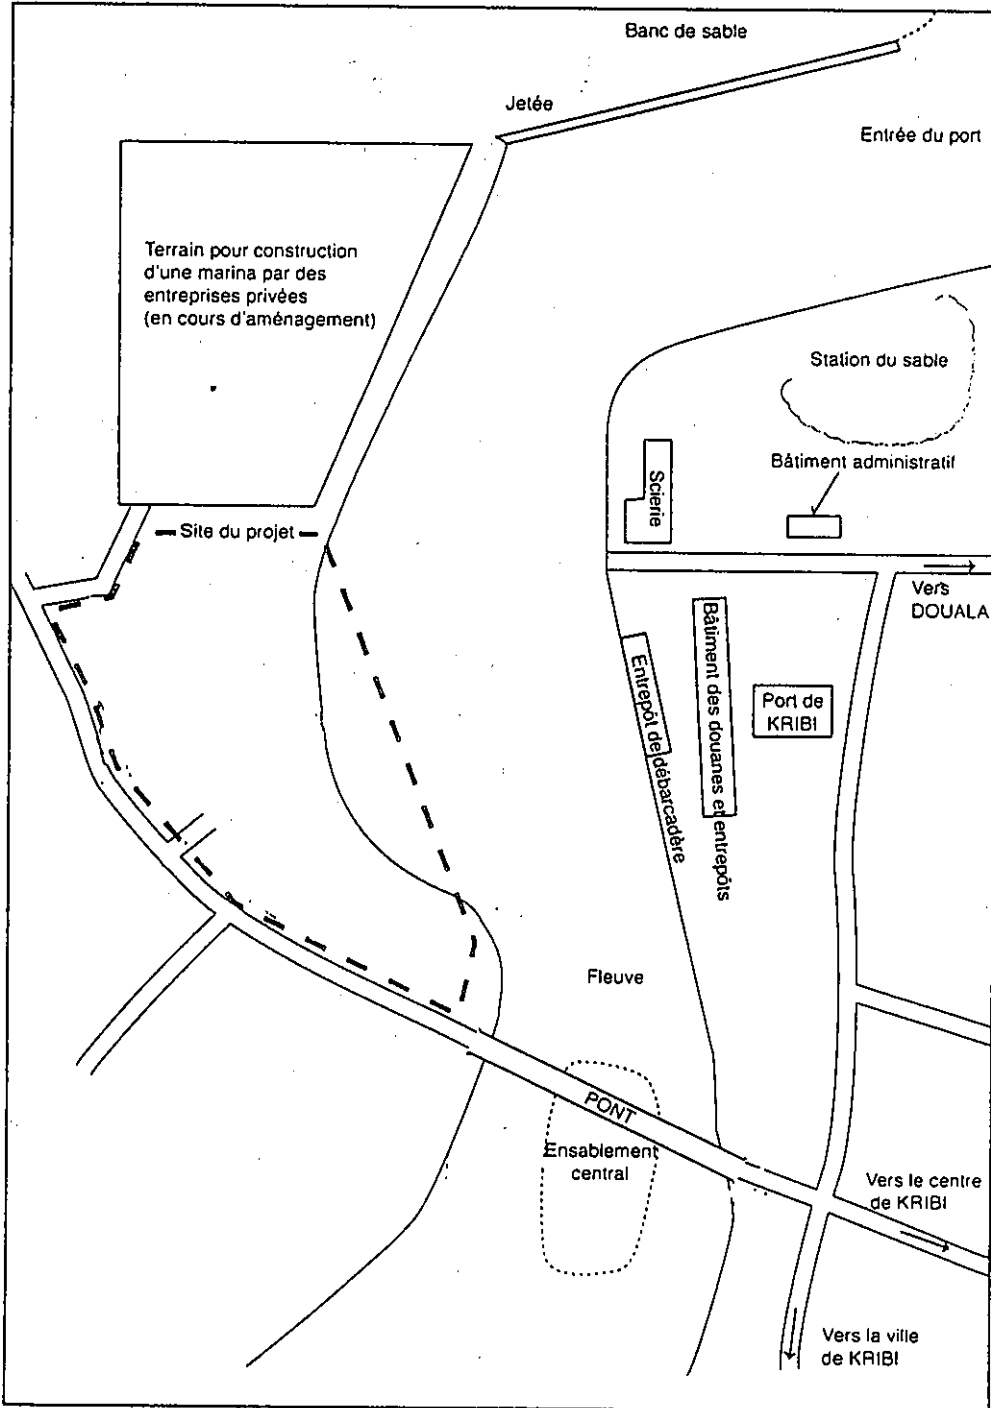 Banc de sable
Jetée
Entrée du port
Terrain pour construction
d'une marina par des
entreprises privées
(en cours d'aménagement)
Station du sable
Bâtiment administratif
Scierie
Site du projet
Vers
DOUALA
Bâtiment des douanes et entrepôts
Entrepôt de débarcadère
Port de
KRIBI
Fleuve
PONT
Ensablement
central
Vers le centre
de KRIBI
Vers la ville
de KRIBI